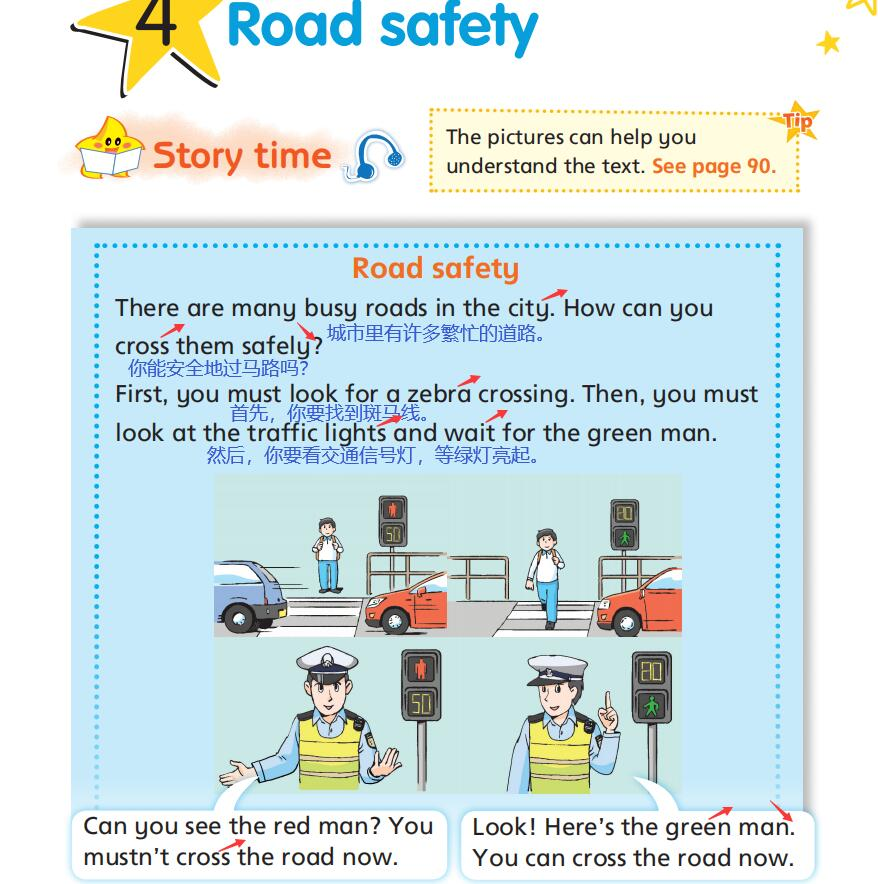 4
Road safety
Story time
Tip
The pictures can help you
understand the text. See page 90.
Road safety
There are many busy roads in the city. How can you
城市里有许多繁忙的道路。
cross them safely?
你能安全地过马路吗?
First, you must look for a zebra crossing. Then, you must
首先，你要找到斑马线。
look at the traffic lights and wait for the green man.
然后，你要看交通信号灯，等绿灯亮起。
50
20
50
20
Can you see the red man? You
mustn't cross the road now.
Look! Here's the green man.
You can cross the road now.